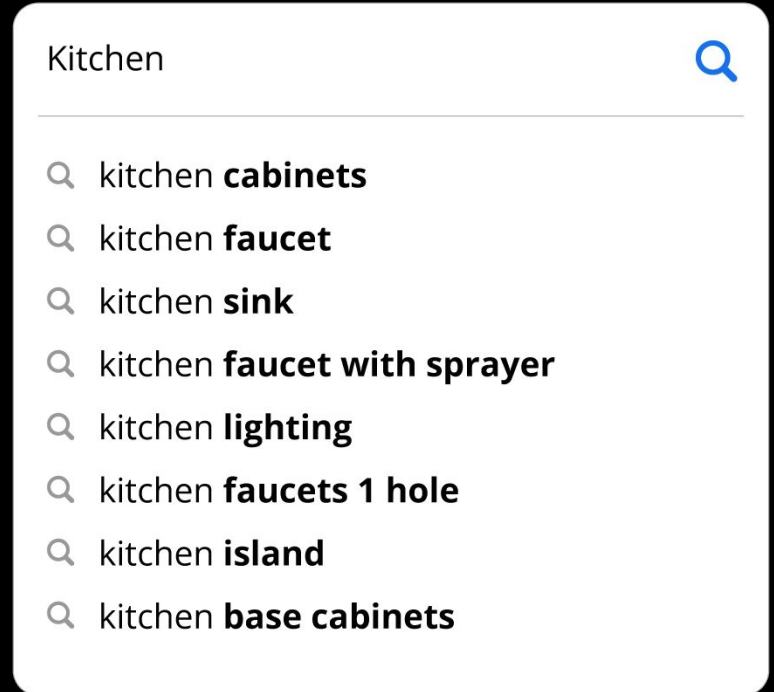 Kitchen
kitchen cabinets
kitchen faucet
kitchen sink
kitchen faucet with sprayer
kitchen lighting
kitchen faucets 1 hole
kitchen island
kitchen base cabinets